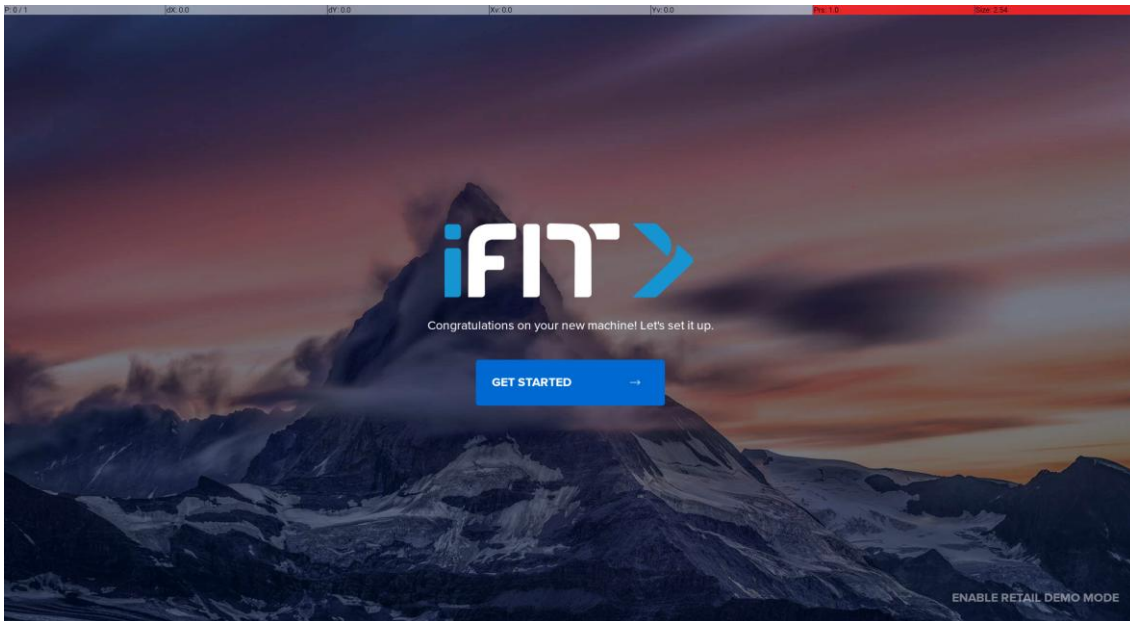 P: 0 / 1 dX: 0.0 dY: 0.0 Xv: 0.0 Yv: 0.0 Prs: 1.0 Size: 2.54
iFIT
Congratulations on your new machine! Let's set it up.
GET STARTED →
ENABLE RETAIL DEMO MODE